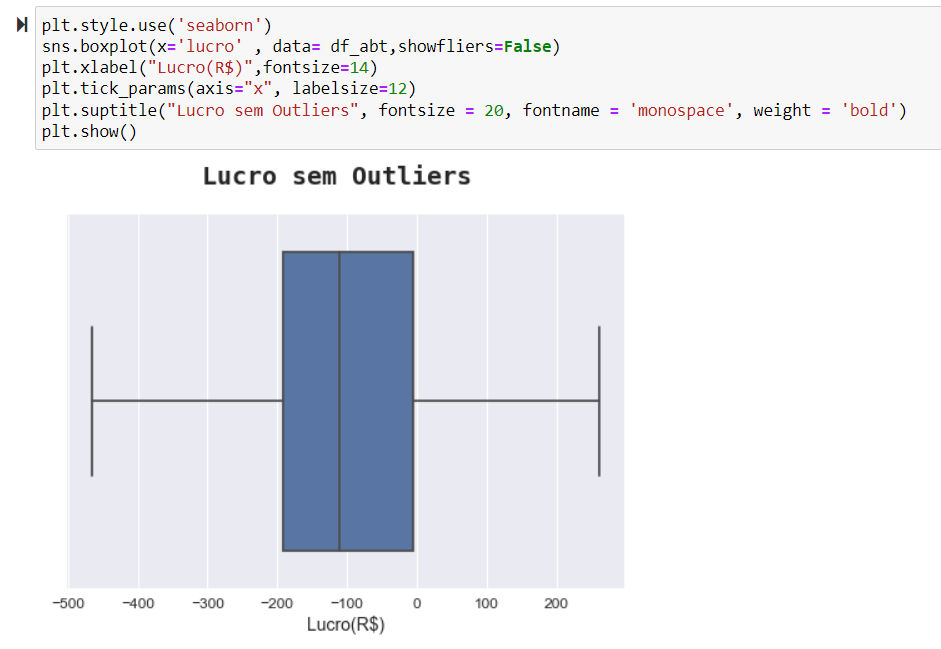 plt.style.use('seaborn')
sns.boxplot(x='lucro' , data= df_abt,showfliers=False)
plt.xlabel("Lucro(R$)",fontsize=14)
plt.tick_params(axis="x", labelsize=12)
plt.suptitle("Lucro sem Outliers", fontsize = 20, fontname = 'monospace', weight = 'bold')
plt.show()
Lucro sem Outliers
−500 −400 −300 −200 −100 0 100 200
Lucro(R$)